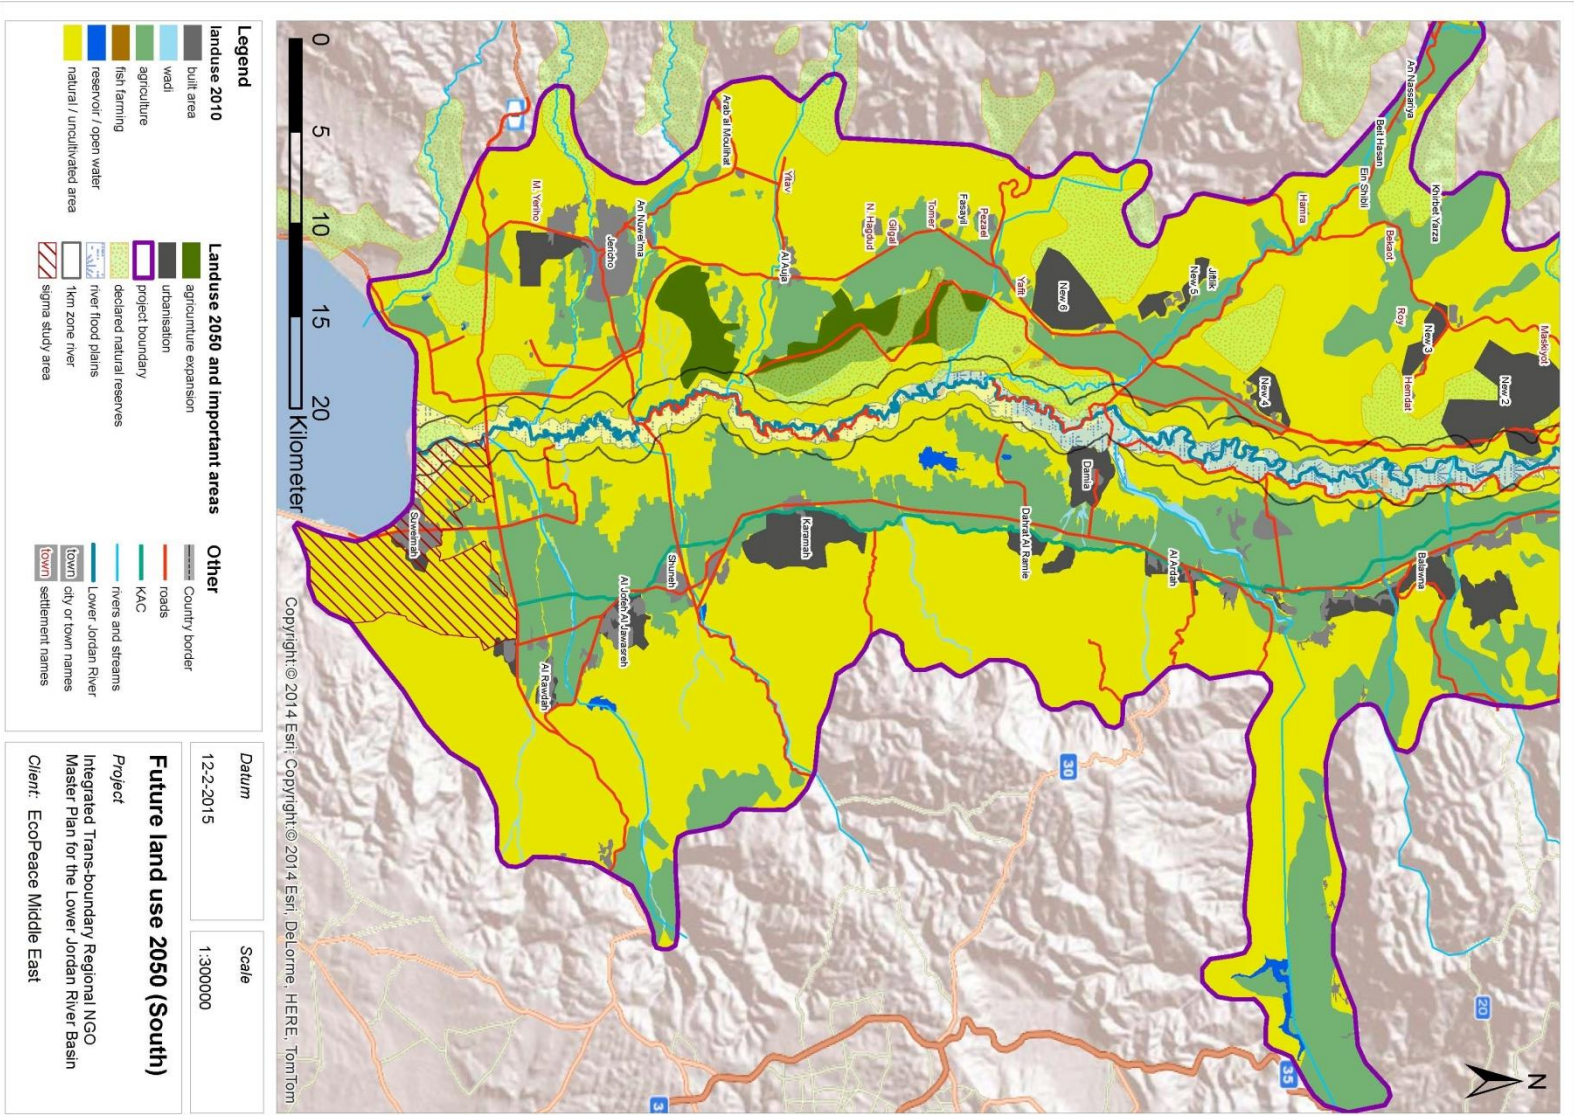 Legend
landuse 2010
built area
wadi
agriculture
fish farming
reservoir / open water
natural / uncultivated area
Landuse 2050 and important areas
agricumture expansion
urbanisation
project boundary
declared natural reserves
river flood plains
1km zone river
sigma study area
Other
Country border
roads
KAC
rivers and streams
Lower Jordan River
town city or town names
town settlement names
Datum
12-2-2015
Scale
1:300000
Future land use 2050 (South)
Project
Integrated Trans-boundary Regional NGO
Master Plan for the Lower Jordan River Basin
Client: EcoPeace Middle East
0 5 10 15 20 Kilometer
Copyright:© 2014 Esri; Copyright:© 2014 Esri, DeLorme, HERE, TomTom
N
An Nassariya
Beit Hasan
Ein Shibli
Khirbet Yarza
Hamra
Bekaot
Roy
New 3
Hemdat
Maskiyot
New 2
Jiftlik
New 5
New 4
New 6
Yafit
Pezael
Fasayil
Tomer
Gilgal
N. Hagdud
Yitav
Arab al Moulihat
Al Auja
An Nuwei'ma
Jericho
M. Yeriho
Damia
Dahrat Al Ramle
Al Ardah
Balawna
Karamah
Shuneh
Al Jofeh Al Jawasreh
Al Rawdah
Suweimah
30
20
35
3